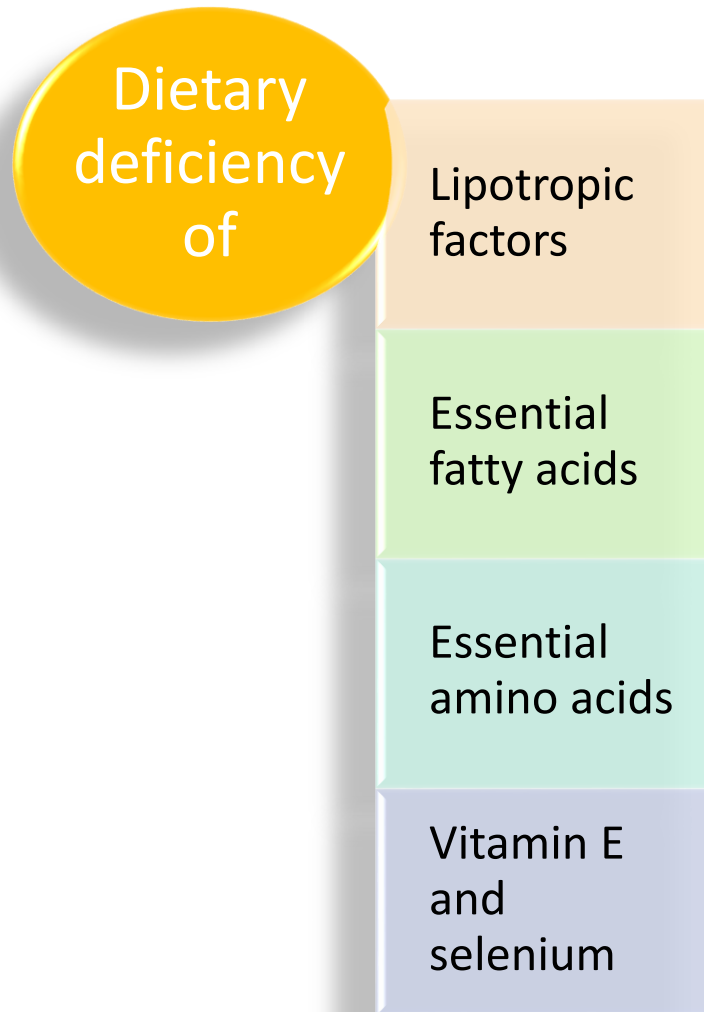 Dietary
deficiency
of
Lipotropic
factors
Essential
fatty acids
Essential
amino acids
Vitamin E
and
selenium